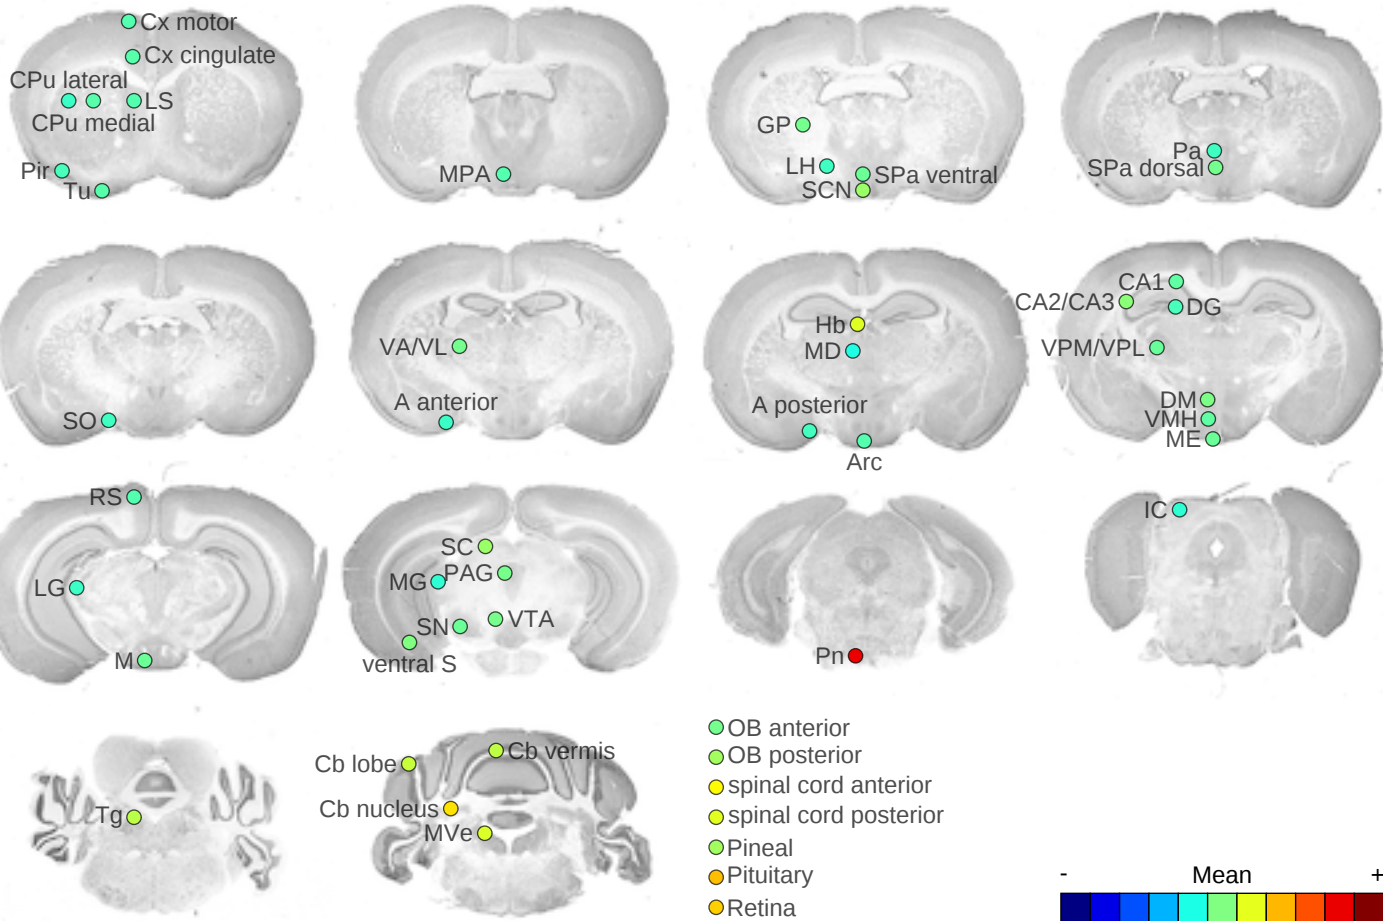 Cx motor
Cx cingulate
CPu lateral
LS
CPu medial
Pir
Tu
MPA
GP
LH
SPa ventral
SCN
Pa
SPa dorsal
SO
VA/VL
A anterior
Hb
MD
A posterior
Arc
CA1
CA2/CA3
DG
VPM/VPL
DM
VMH
ME
RS
LG
M
SC
MG
PAG
SN
VTA
ventral S
Pn
IC
Tg
Cb lobe
Cb vermis
Cb nucleus
MVe
OB anterior
OB posterior
spinal cord anterior
spinal cord posterior
Pineal
Pituitary
Retina
- Mean +